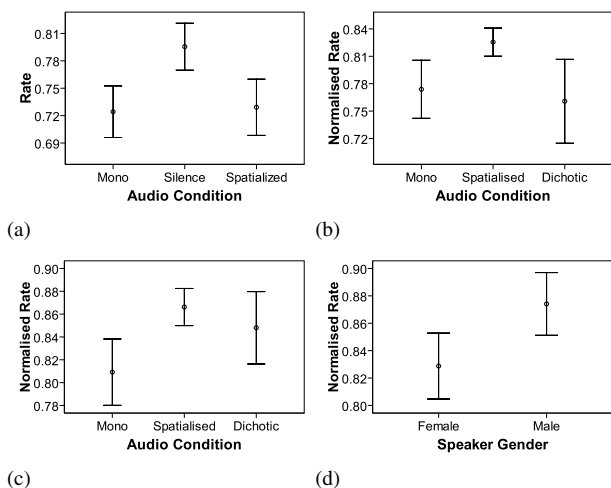 Rate
0.81
0.78
0.75
0.72
0.69
Mono Silence Spatialized
Audio Condition
(a)
Normalised Rate
0.84
0.81
0.78
0.75
0.72
Mono Spatialised Dichotic
Audio Condition
(b)
Normalised Rate
0.90
0.88
0.86
0.84
0.82
0.80
0.78
Mono Spatialised Dichotic
Audio Condition
(c)
Normalised Rate
0.90
0.88
0.86
0.84
0.82
0.80
Female Male
Speaker Gender
(d)